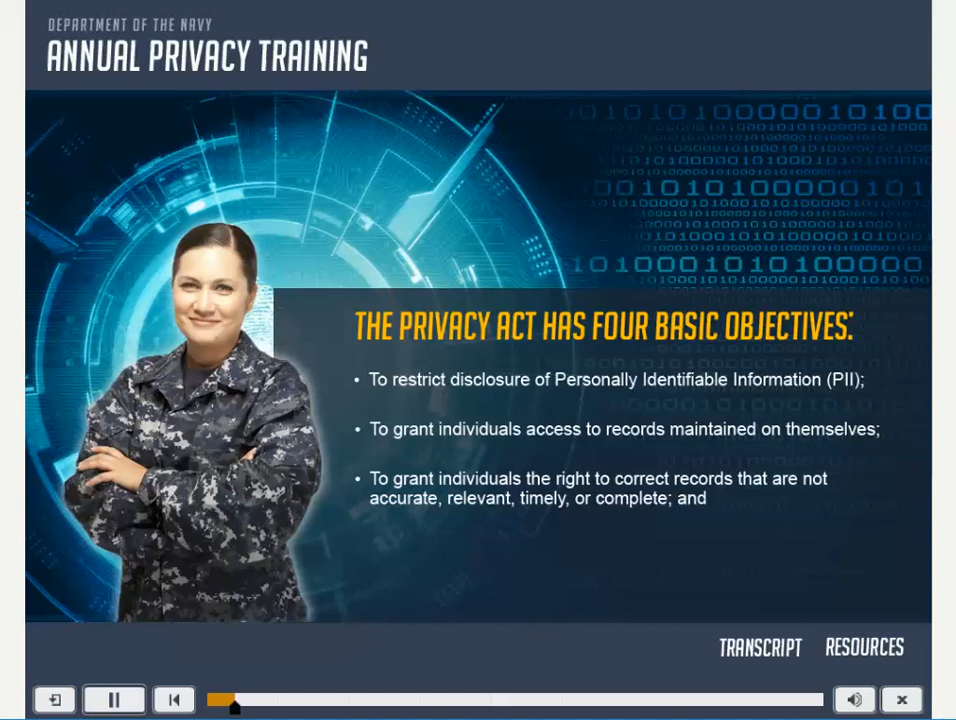 DEPARTMENT OF THE NAVY
ANNUAL PRIVACY TRAINING
THE PRIVACY ACT HAS FOUR BASIC OBJECTIVES:
• To restrict disclosure of Personally Identifiable Information (PII);
• To grant individuals access to records maintained on themselves;
• To grant individuals the right to correct records that are not
accurate, relevant, timely, or complete; and
TRANSCRIPT RESOURCES